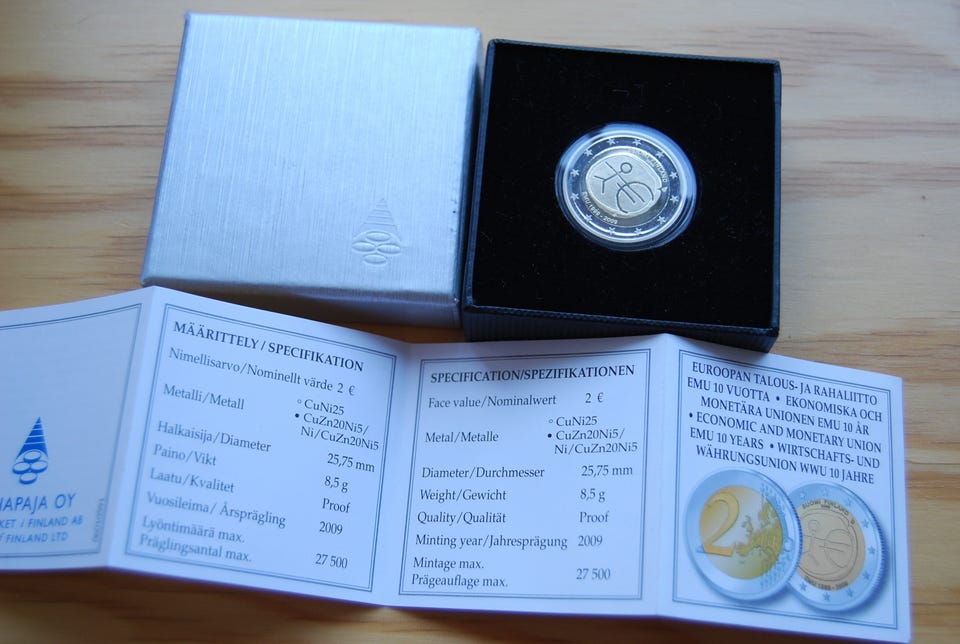 SUOMI FINLAND
EMU 1999 - 2009
HAPAJA OY
KET i FINLAND AB
FINLAND LTD
MÄÄRITTELY / SPECIFIKATION
Nimellisarvo/Nominellt värde 2 €
Metalli/Metall
◦ CuNi25
• CuZn20Ni5/
Ni/CuZn20Ni5
Halkaisija/Diameter 25,75 mm
Paino/Vikt 8,5 g
Laatu/Kvalitet Proof
Vuosileima/Årsprägling 2009
Lyöntimäärä max.
Präglingsantal max. 27 500
SPECIFICATION/SPEZIFIKATIONEN
Face value/Nominalwert 2 €
Metal/Metalle
◦ CuNi25
• CuZn20Ni5/
Ni/CuZn20Ni5
Diameter/Durchmesser 25,75 mm
Weight/Gewicht 8,5 g
Quality/Qualität Proof
Minting year/Jahresprägung 2009
Mintage max.
Prägeauflage max. 27 500
EUROOPAN TALOUS- JA RAHALIITTO
EMU 10 VUOTTA • EKONOMISKA OCH
MONETÄRA UNIONEN EMU 10 ÅR
• ECONOMIC AND MONETARY UNION
EMU 10 YEARS • WIRTSCHAFTS- UND
WÄHRUNGSUNION WWU 10 JAHRE
2
SUOMI FINLAND
EMU 1999 - 2009